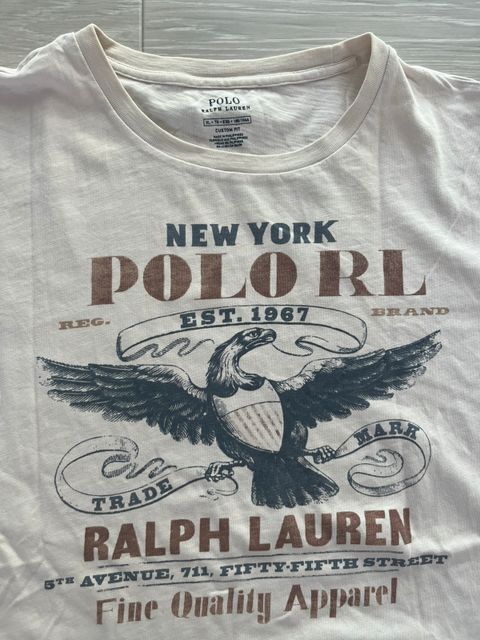 POLO
RALPH LAUREN
CUSTOM FIT
NEW YORK
POLO RL
REG. EST. 1967 BRAND
TRADE MARK
RALPH LAUREN
5TH AVENUE, 711, FIFTY-FIFTH STREET
Fine Quality Apparel